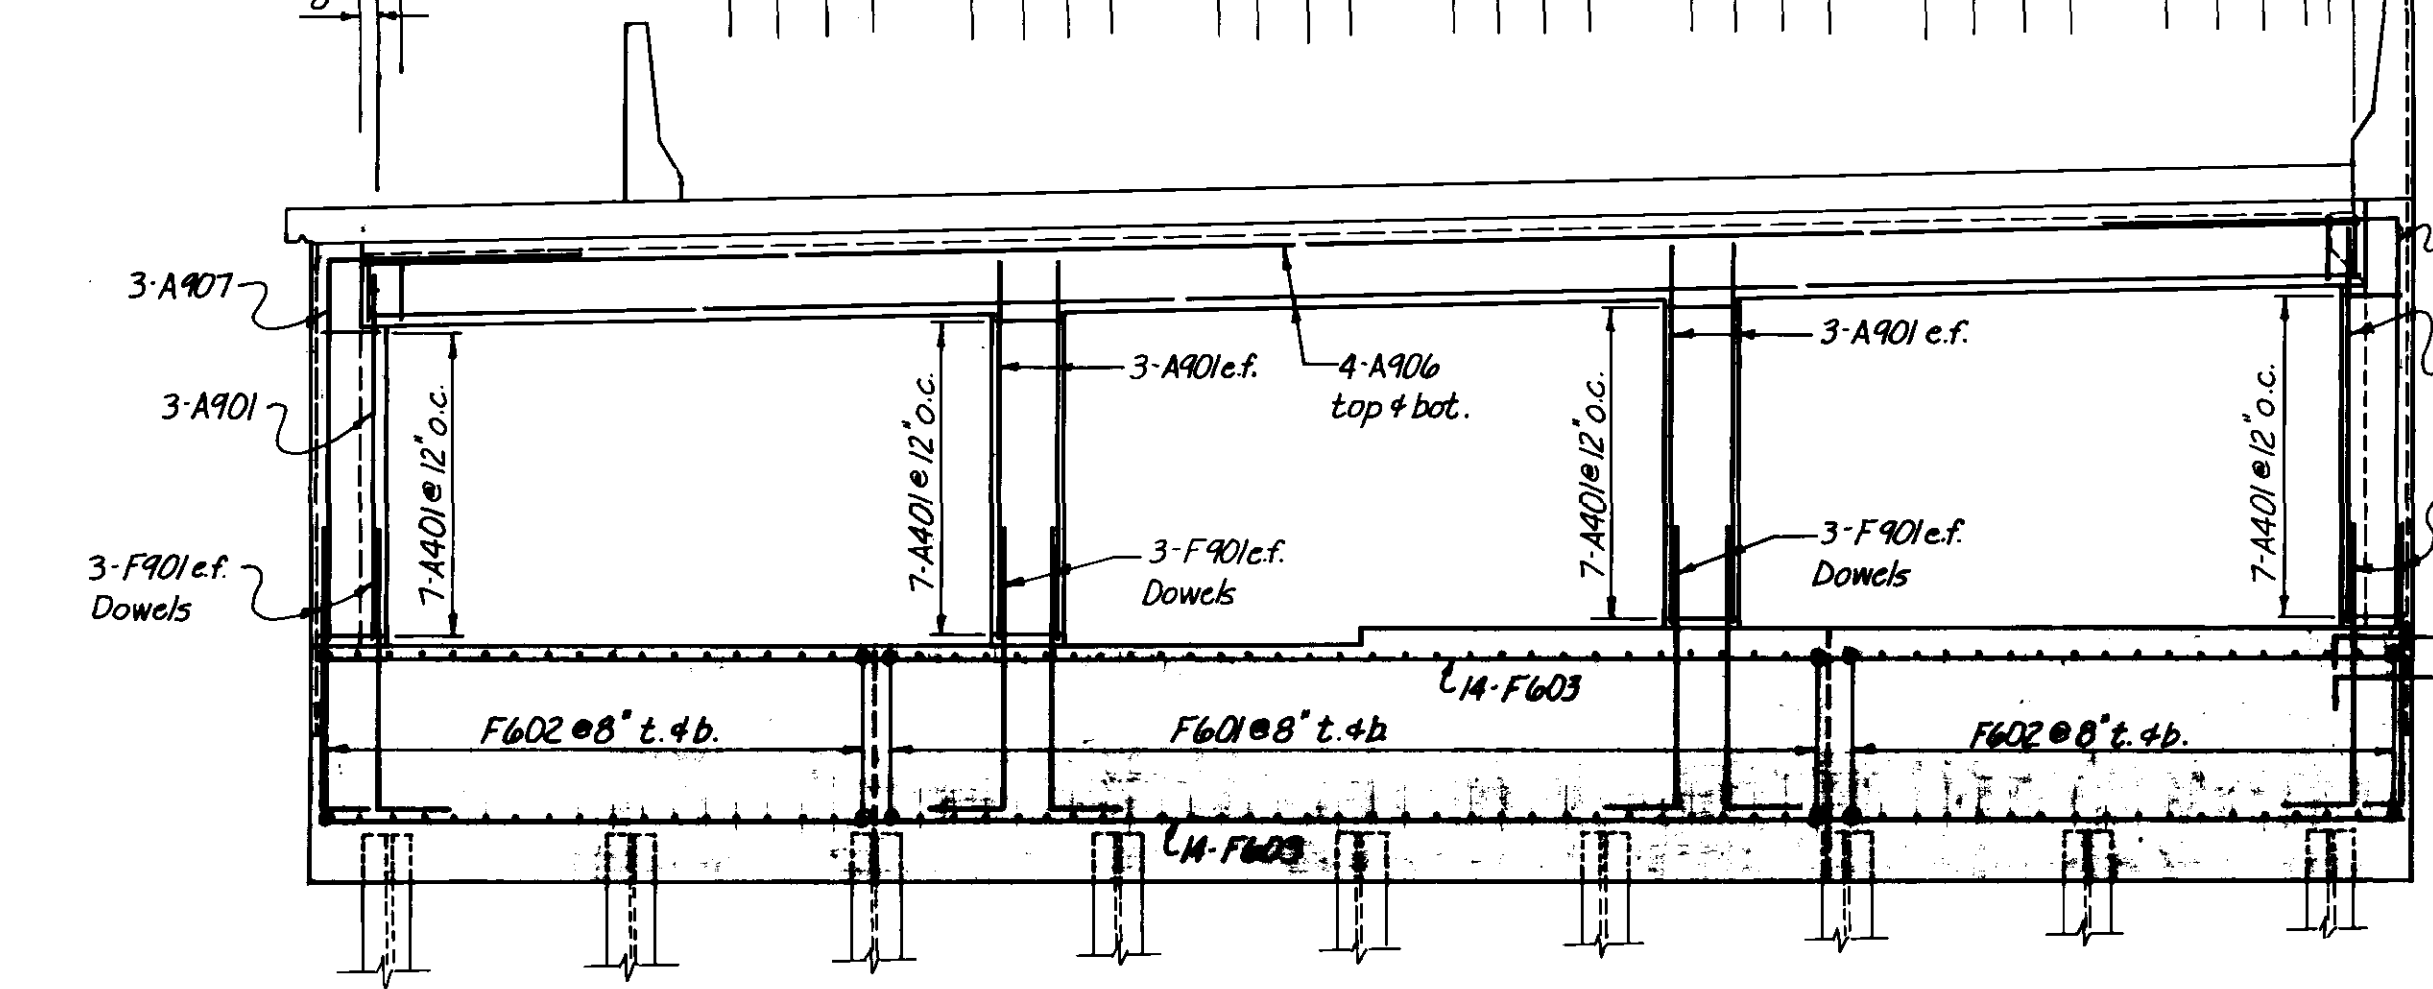 3-A907
3-A901
3-F901 e.f.
Dowels
7-A401 @ 12" o.c.
7-A401 @ 12" o.c.
3-A901 e.f.
4-A906
top & bot.
3-F901 e.f.
Dowels
7-A401 @ 12" o.c.
3-A901 e.f.
3-F901 e.f.
Dowels
7-A401 @ 12" o.c.
14-F603
F602 @ 8" t. & b.
F601 @ 8" t. & b.
F602 @ 8" t. & b.
14-F603